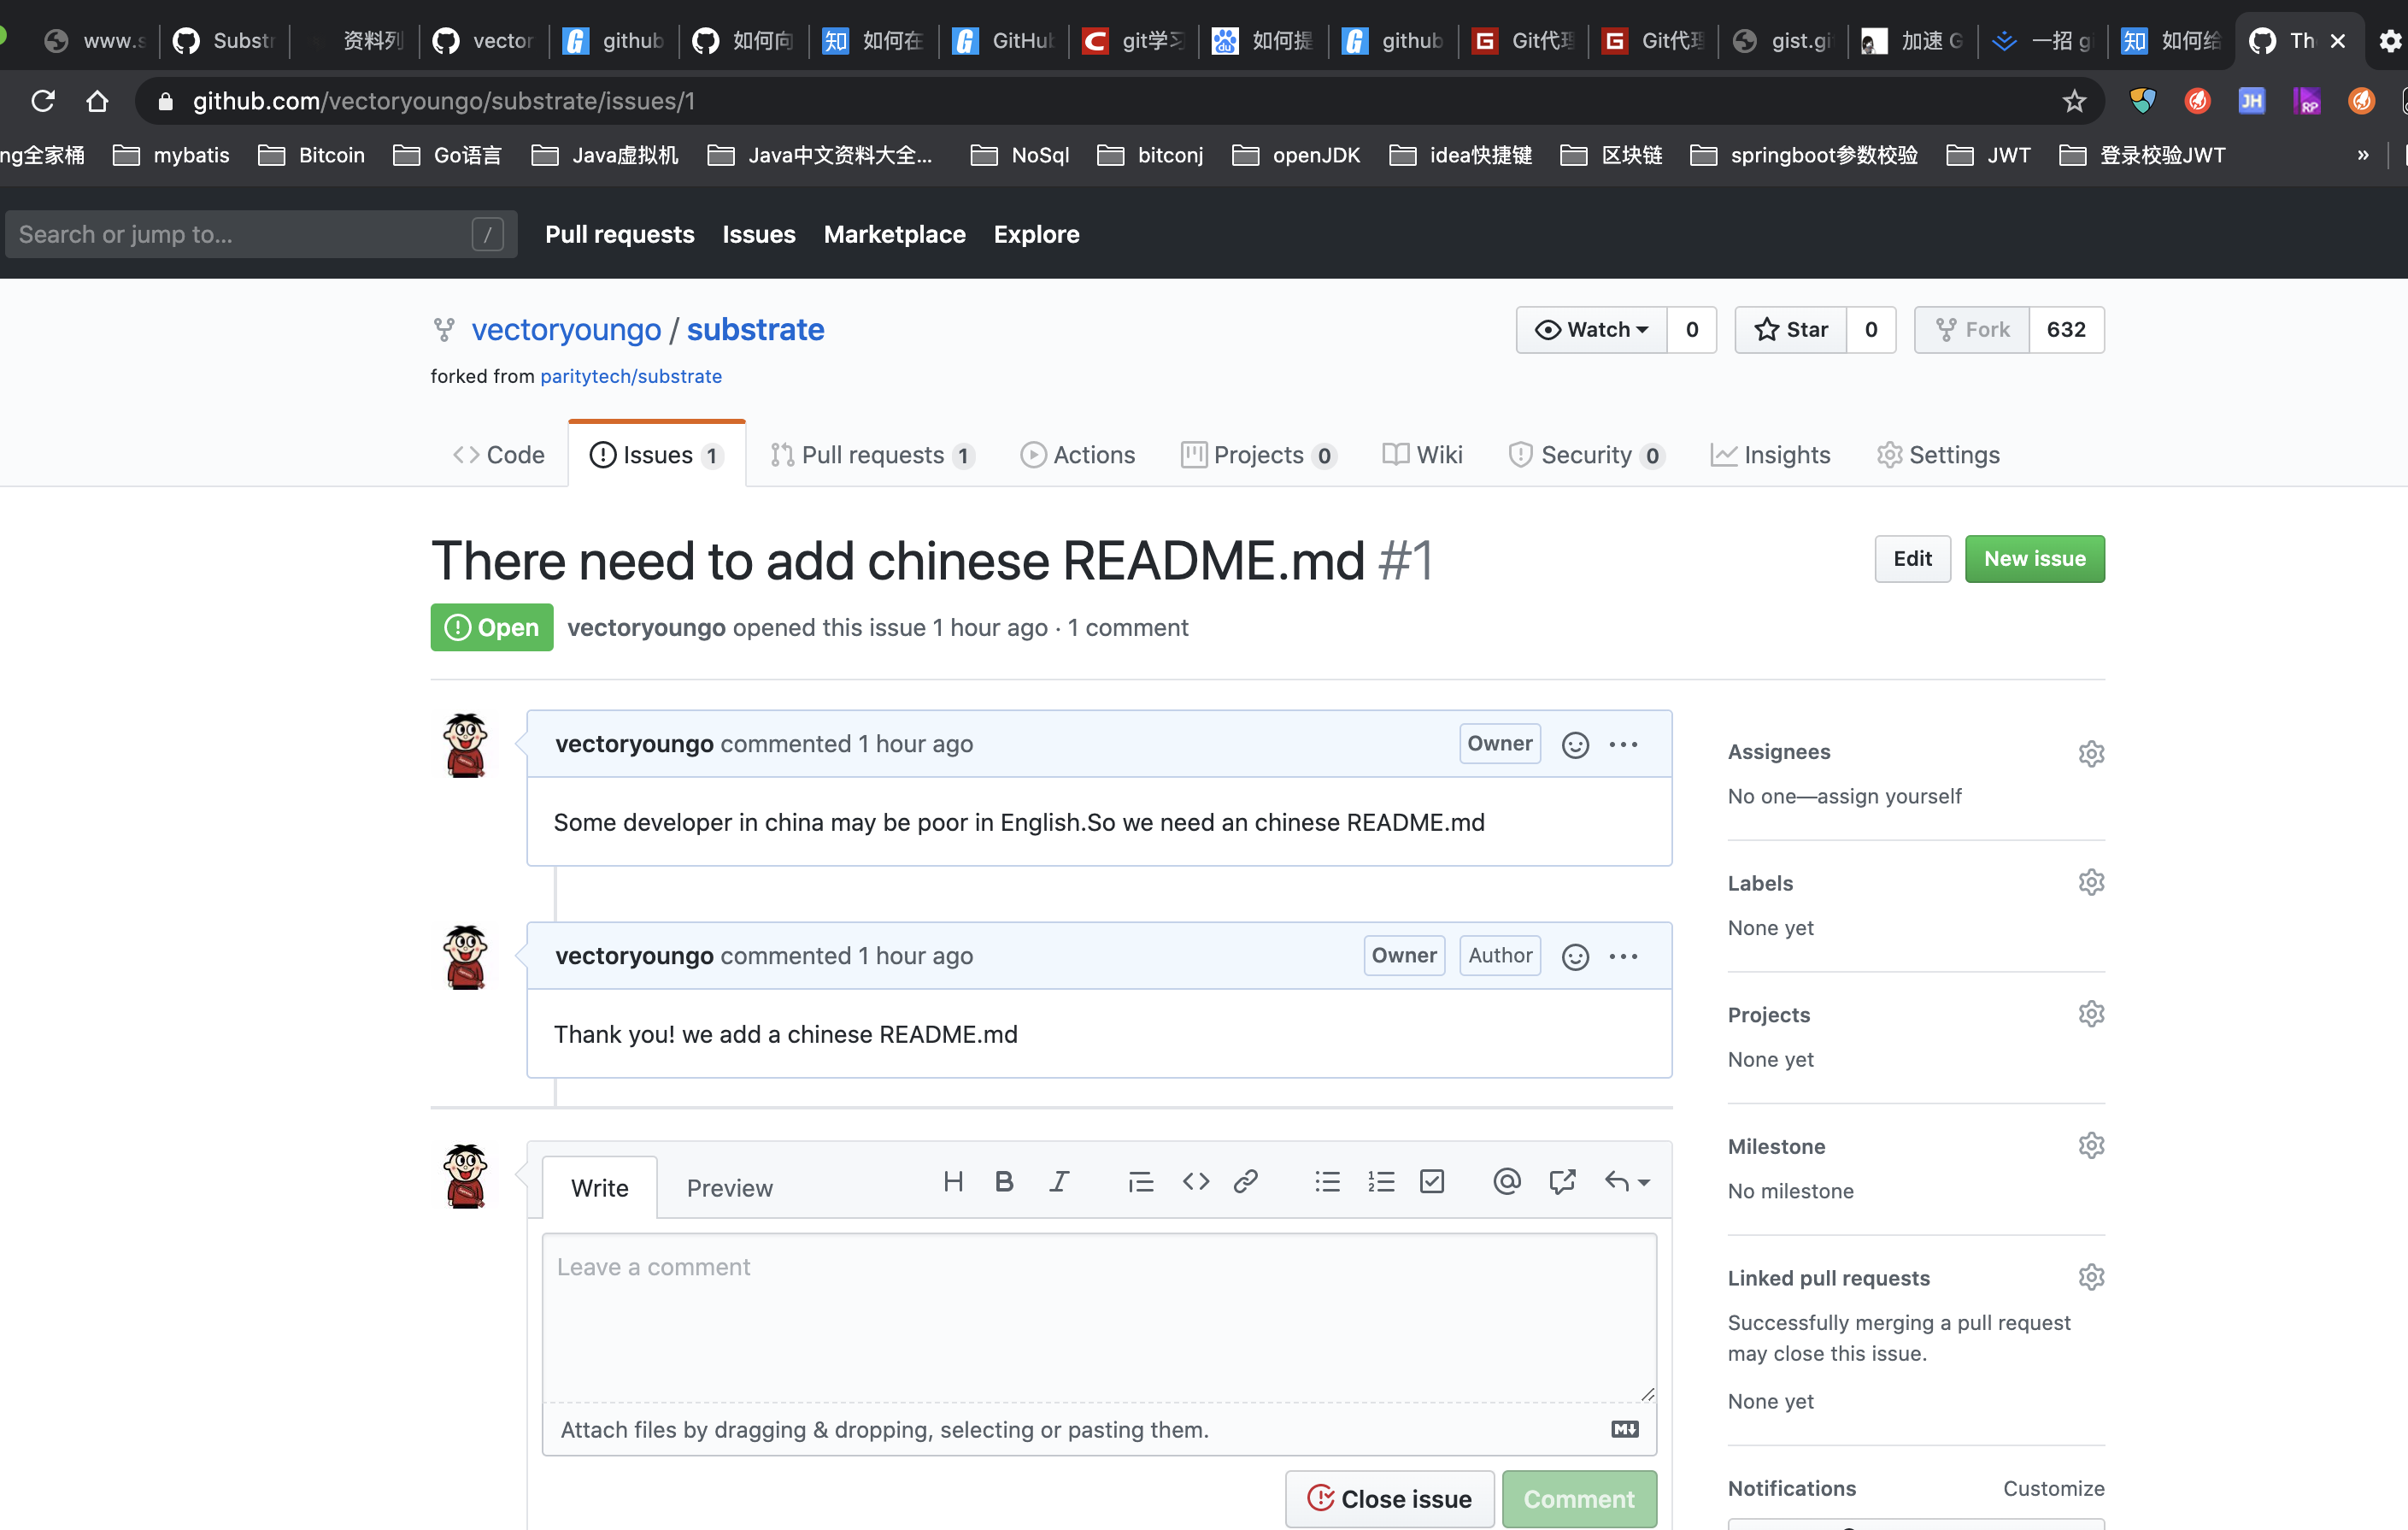 www.s Substr 资料列 vector github 如何向 如何在 GitHub git学习 如何提 github Git代理 Git代理 gist.gi 加速 G 一招 gi 如何给 Th
github.com/vectoryoungo/substrate/issues/1
ng全家桶 mybatis Bitcoin Go语言 Java虚拟机 Java中文资料大全... NoSql bitconj openJDK idea快捷键 区块链 springboot参数校验 JWT 登录校验JWT »
Search or jump to... / Pull requests Issues Marketplace Explore
vectoryoungo / substrate Watch 0 Star 0 Fork 632
forked from paritytech/substrate
Code Issues 1 Pull requests 1 Actions Projects 0 Wiki Security 0 Insights Settings
There need to add chinese README.md #1 Edit New issue
Open vectoryoungo opened this issue 1 hour ago · 1 comment
vectoryoungo commented 1 hour ago Owner
Some developer in china may be poor in English.So we need an chinese README.md
vectoryoungo commented 1 hour ago Owner Author
Thank you! we add a chinese README.md
Write Preview
Leave a comment
Attach files by dragging & dropping, selecting or pasting them.
Close issue Comment
Assignees
No one—assign yourself
Labels
None yet
Projects
None yet
Milestone
No milestone
Linked pull requests
Successfully merging a pull request
may close this issue.
None yet
Notifications Customize